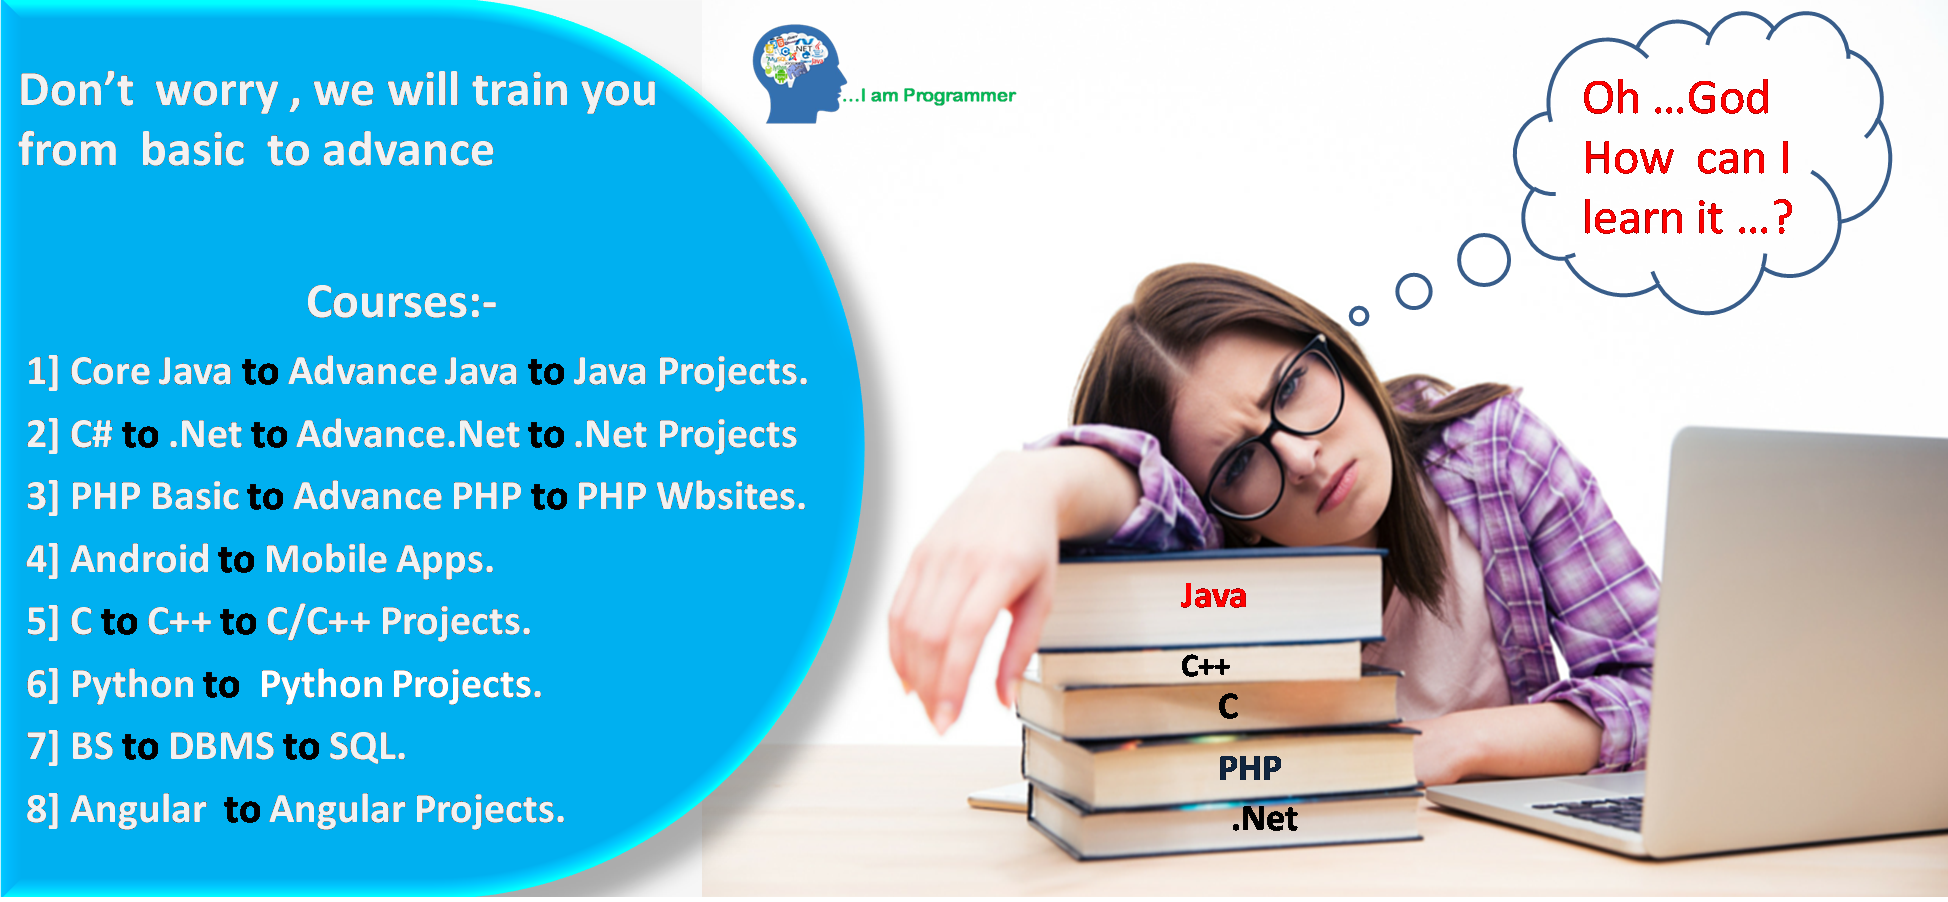 Don’t worry , we will train you
from basic to advance
Courses:-
1] Core Java to Advance Java to Java Projects.
2] C# to .Net to Advance.Net to .Net Projects
3] PHP Basic to Advance PHP to PHP Wbsites.
4] Android to Mobile Apps.
5] C to C++ to C/C++ Projects.
6] Python to Python Projects.
7] BS to DBMS to SQL.
8] Angular to Angular Projects.
.NET
MySQL
Java
...I am Programmer
Oh ...God
How can I
learn it ...?
Java
C++
C
PHP
.Net